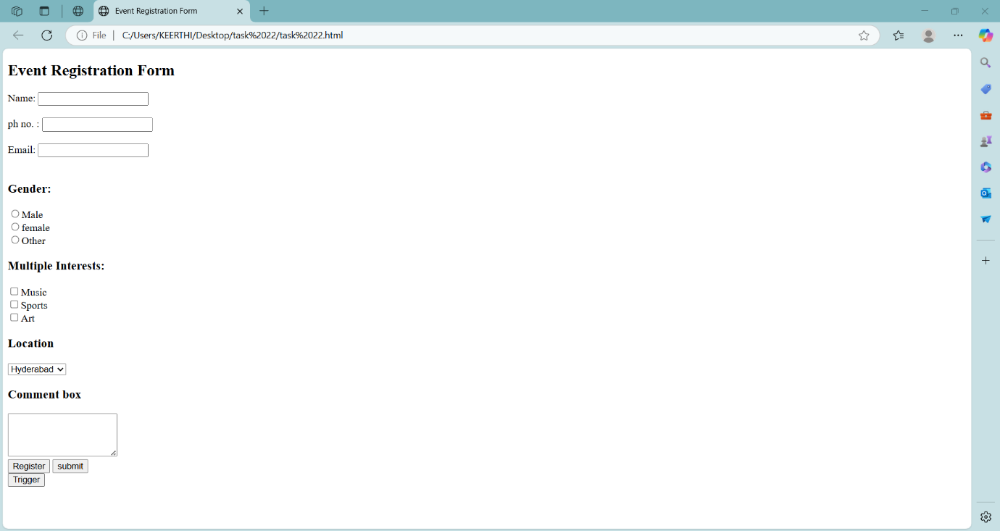 Event Registration Form
File | C:/Users/KEERTHI/Desktop/task%2022/task%2022.html
Event Registration Form
Name:
ph no. :
Email:
Gender:
Male
female
Other
Multiple Interests:
Music
Sports
Art
Location
Hyderabad
Comment box
Register submit
Trigger